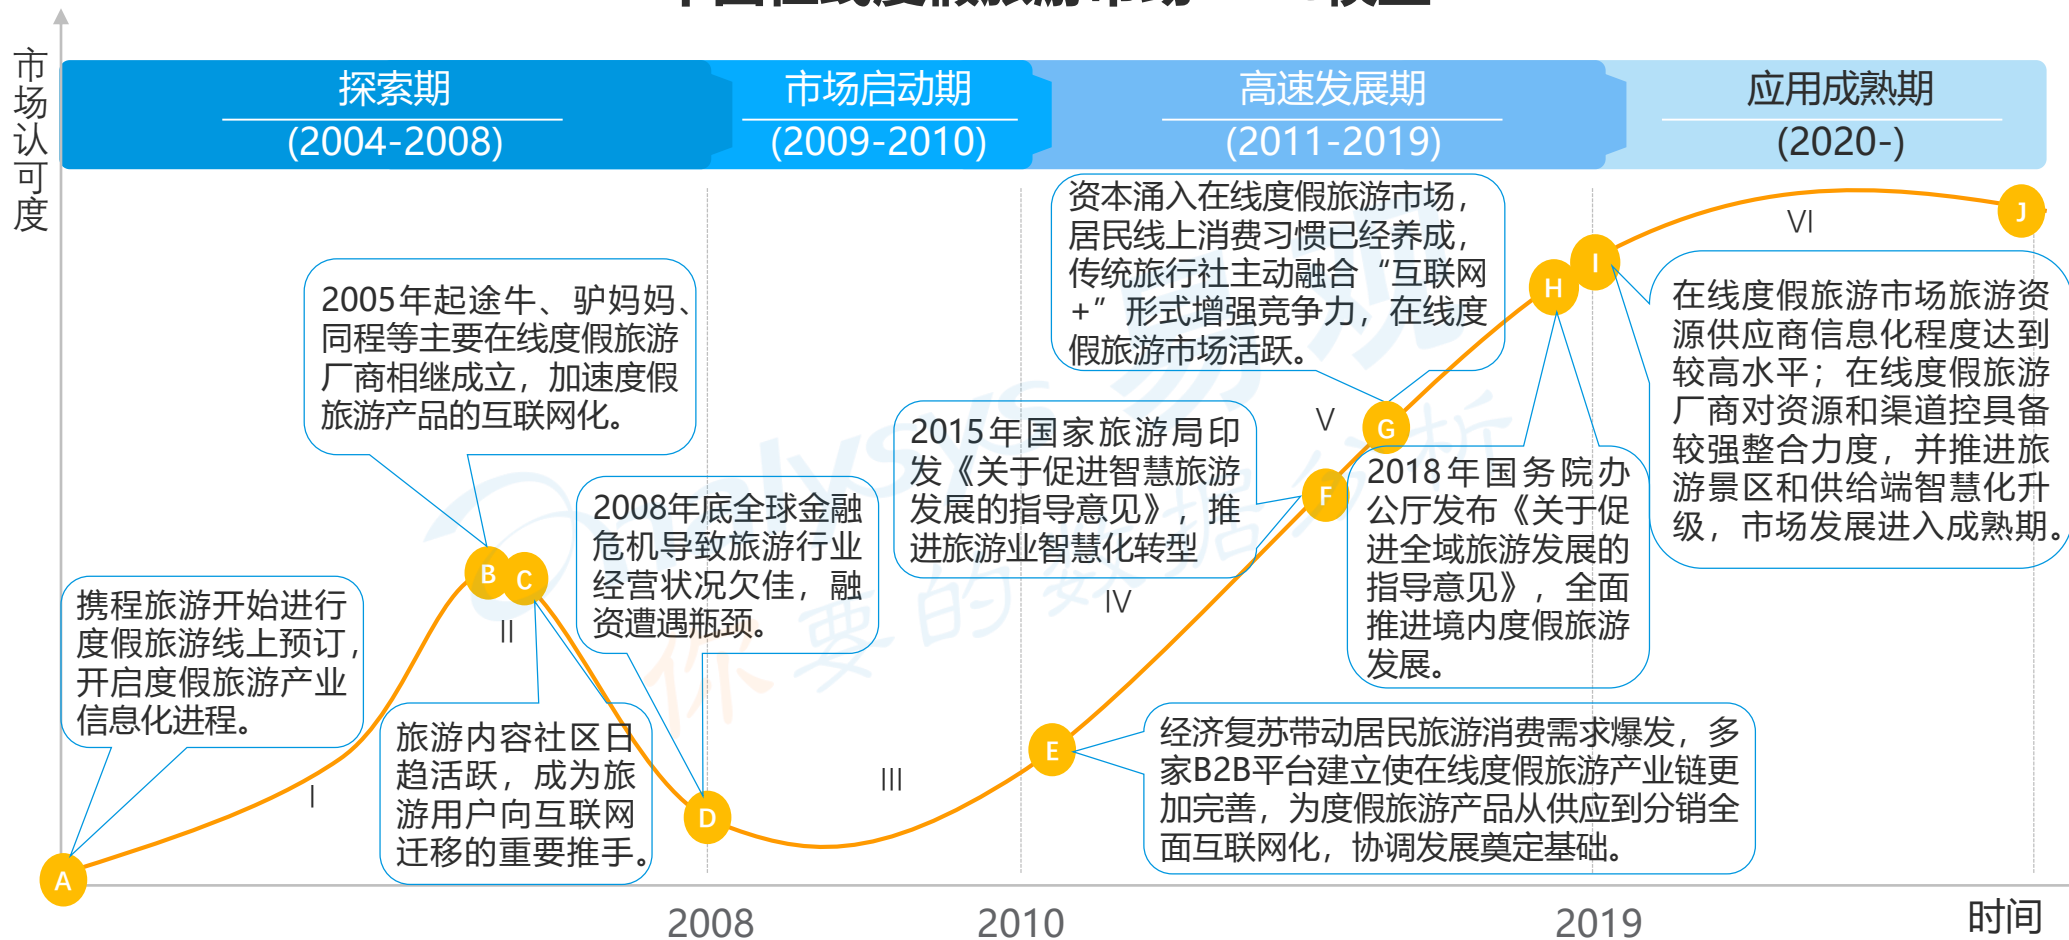 市场认可度
探索期
(2004-2008)
市场启动期
(2009-2010)
高速发展期
(2011-2019)
应用成熟期
(2020-)
资本涌入在线度假旅游市场，
居民线上消费习惯已经养成，
传统旅行社主动融合“互联网
+”形式增强竞争力，在线度
假旅游市场活跃。
J
VI
I
H
2005年起途牛、驴妈妈、
同程等主要在线度假旅游
厂商相继成立，加速度假
旅游产品的互联网化。
在线度假旅游市场旅游资
源供应商信息化程度达到
较高水平；在线度假旅游
厂商对资源和渠道控具备
较强整合力度，并推进旅
游景区和供给端智慧化升
级，市场发展进入成熟期。
V
G
2015年国家旅游局印
发《关于促进智慧旅游
发展的指导意见》，推
进旅游业智慧化转型
F
2018年国务院办
公厅发布《关于促
进全域旅游发展的
指导意见》，全面
推进境内度假旅游
发展。
2008年底全球金融
危机导致旅游行业
经营状况欠佳，融
资遭遇瓶颈。
B
C
II
IV
携程旅游开始进行
度假旅游线上预订，
开启度假旅游产业
信息化进程。
旅游内容社区日
趋活跃，成为旅
游用户向互联网
迁移的重要推手。
E
经济复苏带动居民旅游消费需求爆发，多
家B2B平台建立使在线度假旅游产业链更
加完善，为度假旅游产品从供应到分销全
面互联网化，协调发展奠定基础。
III
I
D
A
2008
2010
2019
时间
nalysys 易观
你要的数据分析